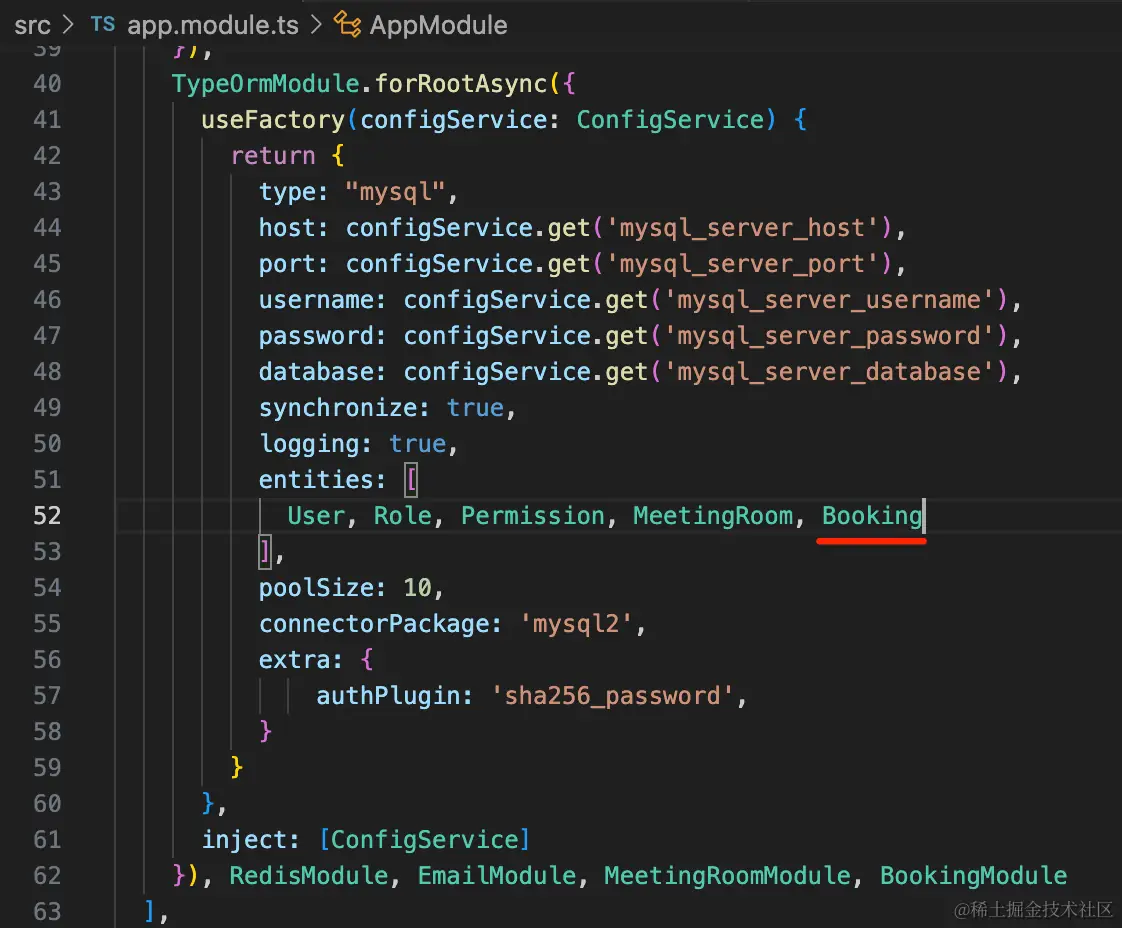 src > TS app.module.ts > AppModule
39 }),
40 TypeOrmModule.forRootAsync({
41 useFactory(configService: ConfigService) {
42 return {
43 type: "mysql",
44 host: configService.get('mysql_server_host'),
45 port: configService.get('mysql_server_port'),
46 username: configService.get('mysql_server_username'),
47 password: configService.get('mysql_server_password'),
48 database: configService.get('mysql_server_database'),
49 synchronize: true,
50 logging: true,
51 entities: [
52 User, Role, Permission, MeetingRoom, Booking
53 ],
54 poolSize: 10,
55 connectorPackage: 'mysql2',
56 extra: {
57 authPlugin: 'sha256_password',
58 }
59 }
60 },
61 inject: [ConfigService]
62 }), RedisModule, EmailModule, MeetingRoomModule, BookingModule
63 ],
@稀土掘金技术社区